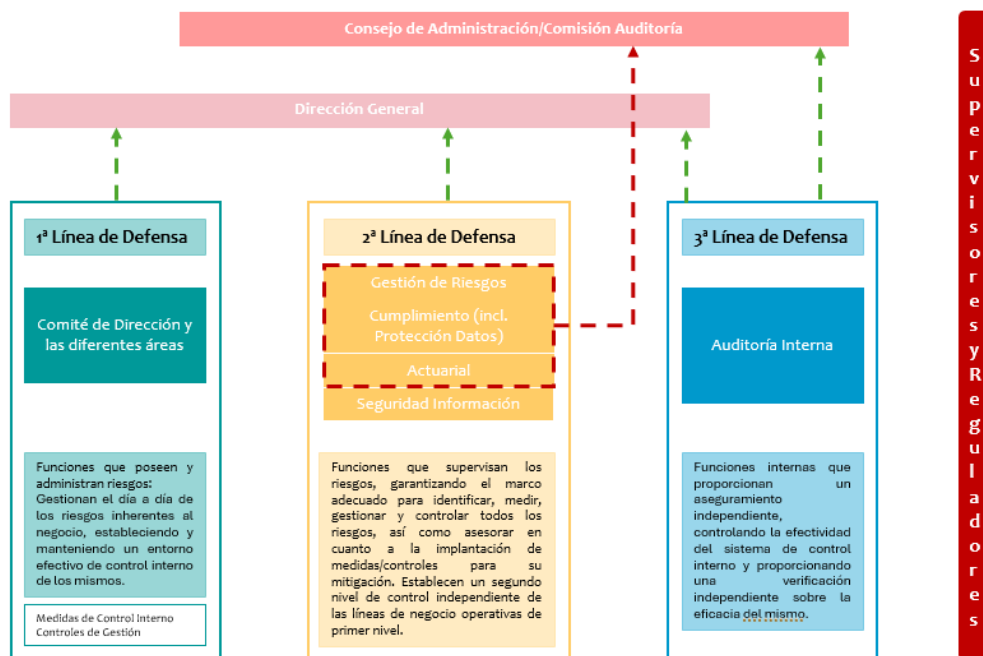 Consejo de Administración/Comisión Auditoría
Dirección General
1ª Línea de Defensa
Comité de Dirección y
las diferentes áreas
Funciones que poseen y
administran riesgos:
Gestionan el día a día de
los riesgos inherentes al
negocio, estableciendo y
manteniendo un entorno
efectivo de control interno
de los mismos.
Medidas de Control Interno
Controles de Gestión
2ª Línea de Defensa
Gestión de Riesgos
Cumplimiento (incl.
Protección Datos)
Actuarial
Seguridad Información
Funciones que supervisan los
riesgos, garantizando el marco
adecuado para identificar, medir,
gestionar y controlar todos los
riesgos, así como asesorar en
cuanto a la implantación de
medidas/controles para su
mitigación. Establecen un segundo
nivel de control independiente de
las líneas de negocio operativas de
primer nivel.
3ª Línea de Defensa
Auditoría Interna
Funciones internas que
proporcionan un
aseguramiento
independiente,
controlando la efectividad
del sistema de control
interno y proporcionando
una verificación
independiente sobre la
eficacia del mismo.
Supervisores y Reguladores